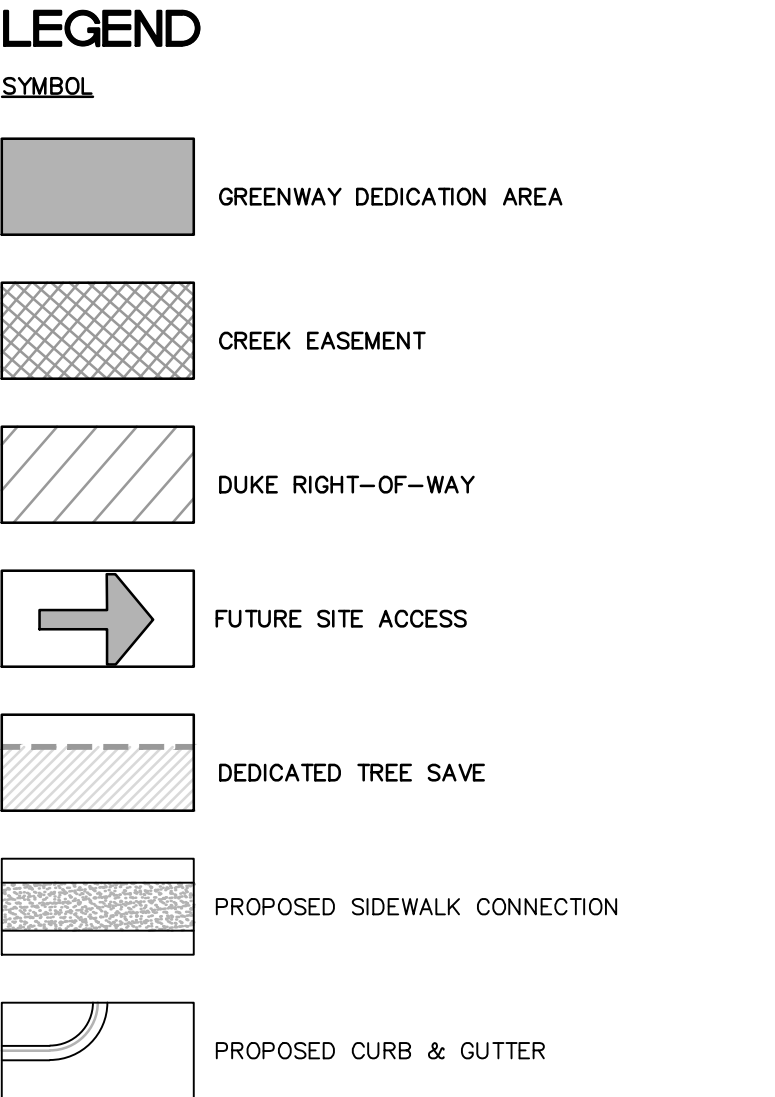 LEGEND
SYMBOL
GREENWAY DEDICATION AREA
CREEK EASEMENT
DUKE RIGHT-OF-WAY
FUTURE SITE ACCESS
DEDICATED TREE SAVE
PROPOSED SIDEWALK CONNECTION
PROPOSED CURB & GUTTER